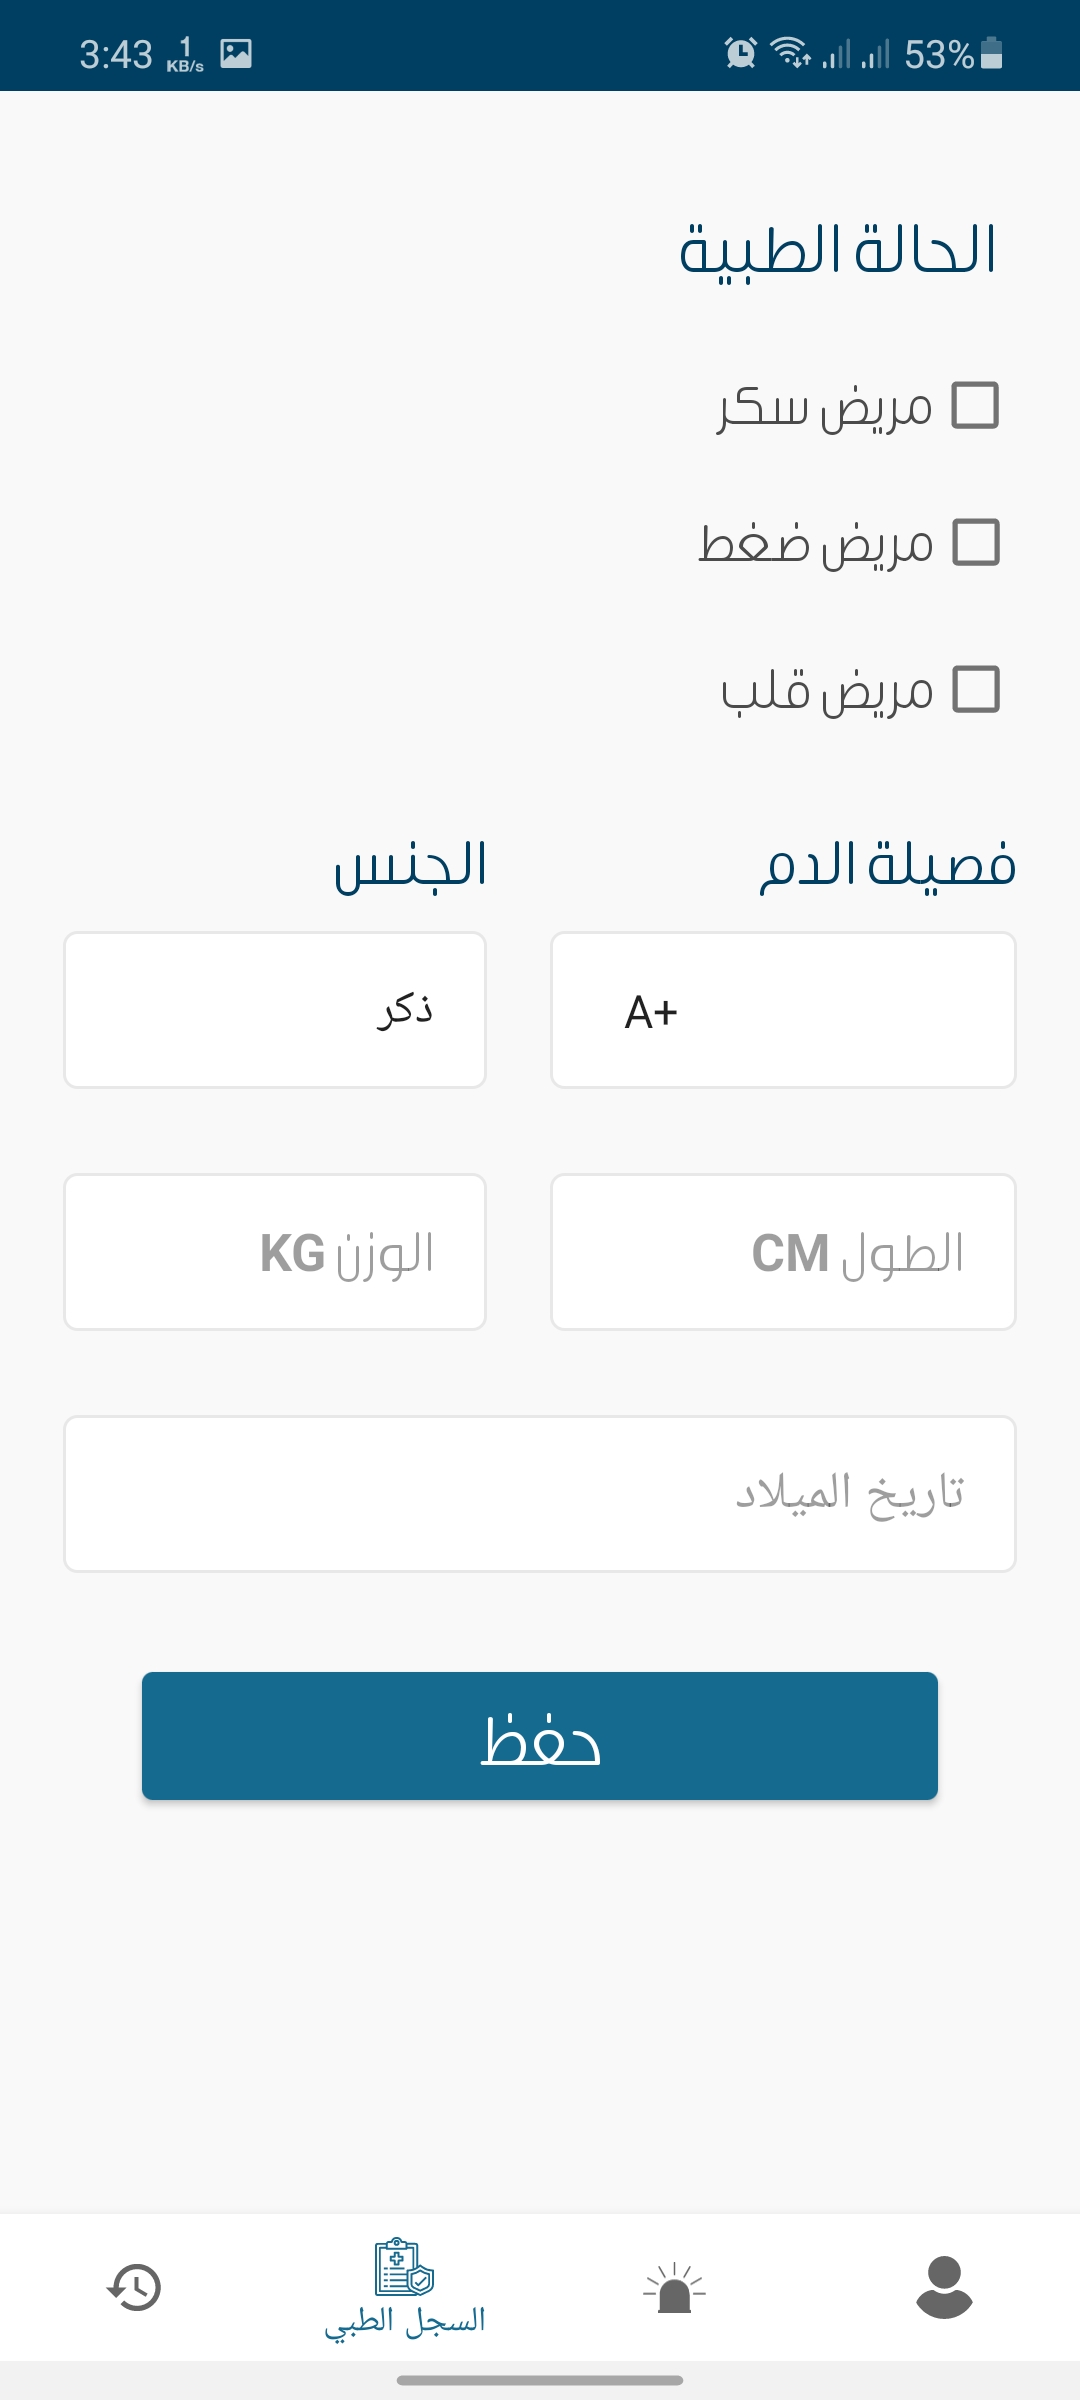 3:43 1 KB/s 53%
الحالة الطبية
مريض سكر
مريض ضغط
مريض قلب
فصيلة الدم
الجنس
A+
ذكر
الطول CM
الوزن KG
تاريخ الميلاد
حفظ
السجل الطبي